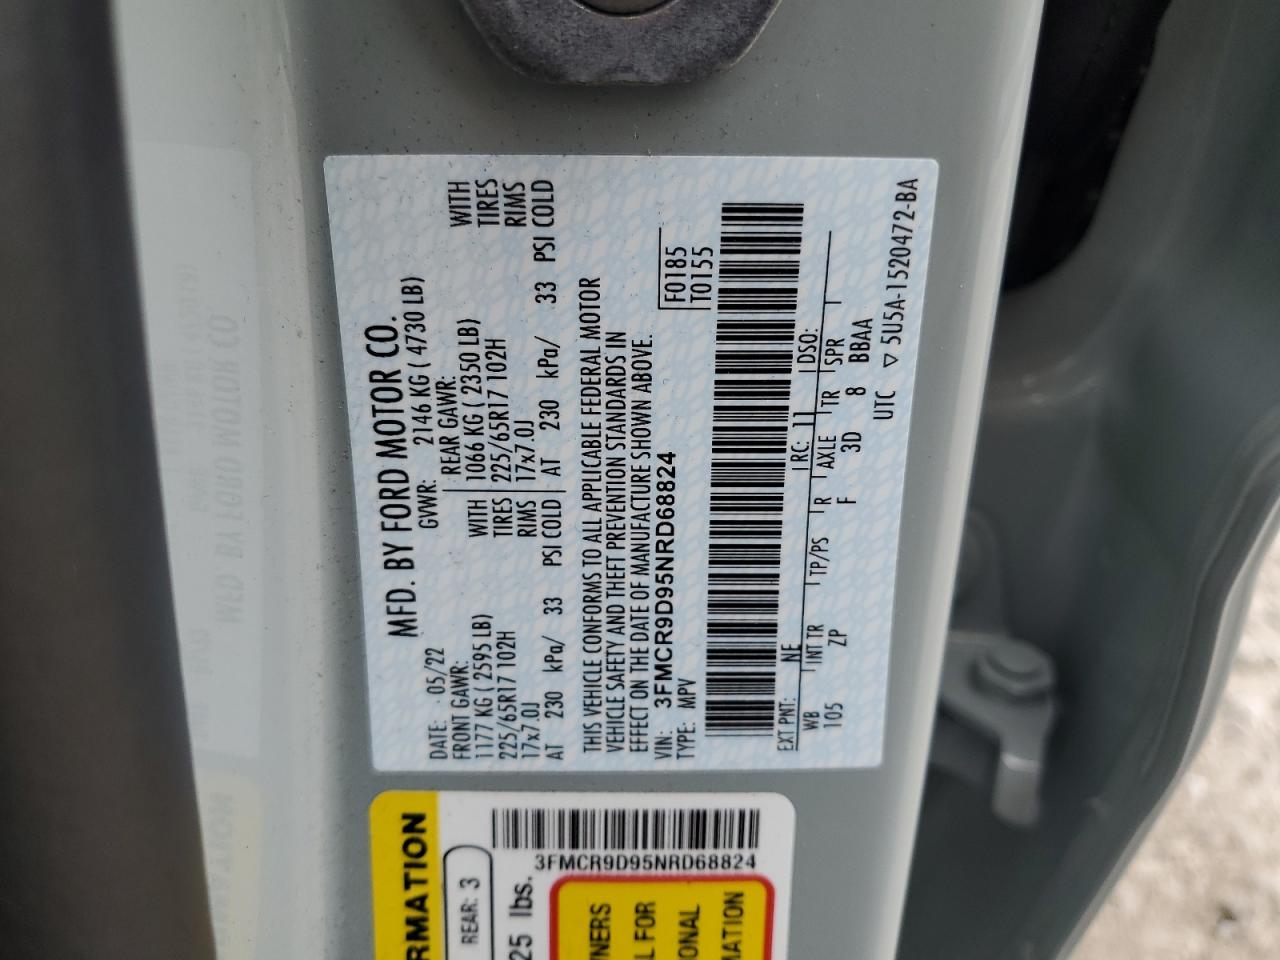 MFD. BY FORD MOTOR CO.
DATE: 05/22 GVWR: 2146 KG ( 4730 LB)
FRONT GAWR: REAR GAWR:
1177 KG ( 2595 LB) WITH 1066 KG ( 2350 LB) WITH
225/65R17 102H TIRES 225/65R17 102H TIRES
17x7.0J RIMS 17x7.0J RIMS
AT 230 kPa/ 33 PSI COLD AT 230 kPa/ 33 PSI COLD
THIS VEHICLE CONFORMS TO ALL APPLICABLE FEDERAL MOTOR
VEHICLE SAFETY AND THEFT PREVENTION STANDARDS IN
EFFECT ON THE DATE OF MANUFACTURE SHOWN ABOVE.
VIN: 3FMCR9D95NRD68824 F0185
TYPE: MPV T0155
EXT PNT: NE RC: 11 DSO:
WB INT TR TP/PS R AXLE TR SPR
105 ZP F 3D 8 BBAA
UTC ▽ 5U5A-1520472-BA
3FMCR9D95NRD68824
RMATION
REAR: 3
25 lbs.
NERS
L FOR
ONAL
MATION